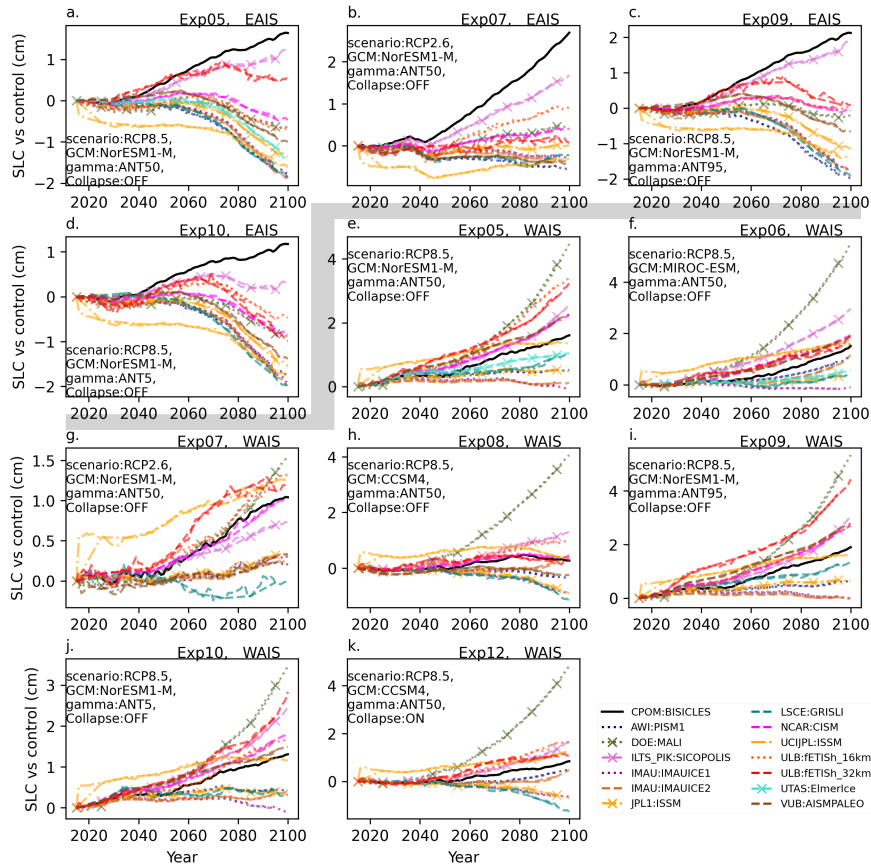 a.
Exp05, EAIS
SLC vs control (cm)
1
0
−1
−2
scenario:RCP8.5,
GCM:NorESM1-M,
gamma:ANT50,
Collapse:OFF
2020 2040 2060 2080 2100
b.
Exp07, EAIS
2
1
0
scenario:RCP2.6,
GCM:NorESM1-M,
gamma:ANT50,
Collapse:OFF
2020 2040 2060 2080 2100
c.
Exp09, EAIS
2
1
0
−1
−2
scenario:RCP8.5,
GCM:NorESM1-M,
gamma:ANT95,
Collapse:OFF
2020 2040 2060 2080 2100
d.
Exp10, EAIS
SLC vs control (cm)
1
0
−1
−2
scenario:RCP8.5,
GCM:NorESM1-M,
gamma:ANT5,
Collapse:OFF
2020 2040 2060 2080 2100
e.
Exp05, WAIS
4
2
0
scenario:RCP8.5,
GCM:NorESM1-M,
gamma:ANT50,
Collapse:OFF
2020 2040 2060 2080 2100
f.
Exp06, WAIS
4
2
0
scenario:RCP8.5,
GCM:MIROC-ESM,
gamma:ANT50,
Collapse:OFF
2020 2040 2060 2080 2100
g.
Exp07, WAIS
SLC vs control (cm)
1.5
1.0
0.5
0.0
scenario:RCP2.6,
GCM:NorESM1-M,
gamma:ANT50,
Collapse:OFF
2020 2040 2060 2080 2100
h.
Exp08, WAIS
4
2
0
scenario:RCP8.5,
GCM:CCSM4,
gamma:ANT50,
Collapse:OFF
2020 2040 2060 2080 2100
i.
Exp09, WAIS
4
2
0
scenario:RCP8.5,
GCM:NorESM1-M,
gamma:ANT95,
Collapse:OFF
2020 2040 2060 2080 2100
j.
Exp10, WAIS
SLC vs control (cm)
3
2
1
0
scenario:RCP8.5,
GCM:NorESM1-M,
gamma:ANT5,
Collapse:OFF
2020 2040 2060 2080 2100
Year
k.
Exp12, WAIS
4
2
0
scenario:RCP8.5,
GCM:CCSM4,
gamma:ANT50,
Collapse:ON
2020 2040 2060 2080 2100
Year
CPOM:BISICLES
AWI:PISM1
DOE:MALI
ILTS_PIK:SICOPOLIS
IMAU:IMAUICE1
IMAU:IMAUICE2
JPL1:ISSM
LSCE:GRISLI
NCAR:CISM
UCIJPL:ISSM
ULB:fETISh_16km
ULB:fETISh_32km
UTAS:ElmerIce
VUB:AISMPALEO